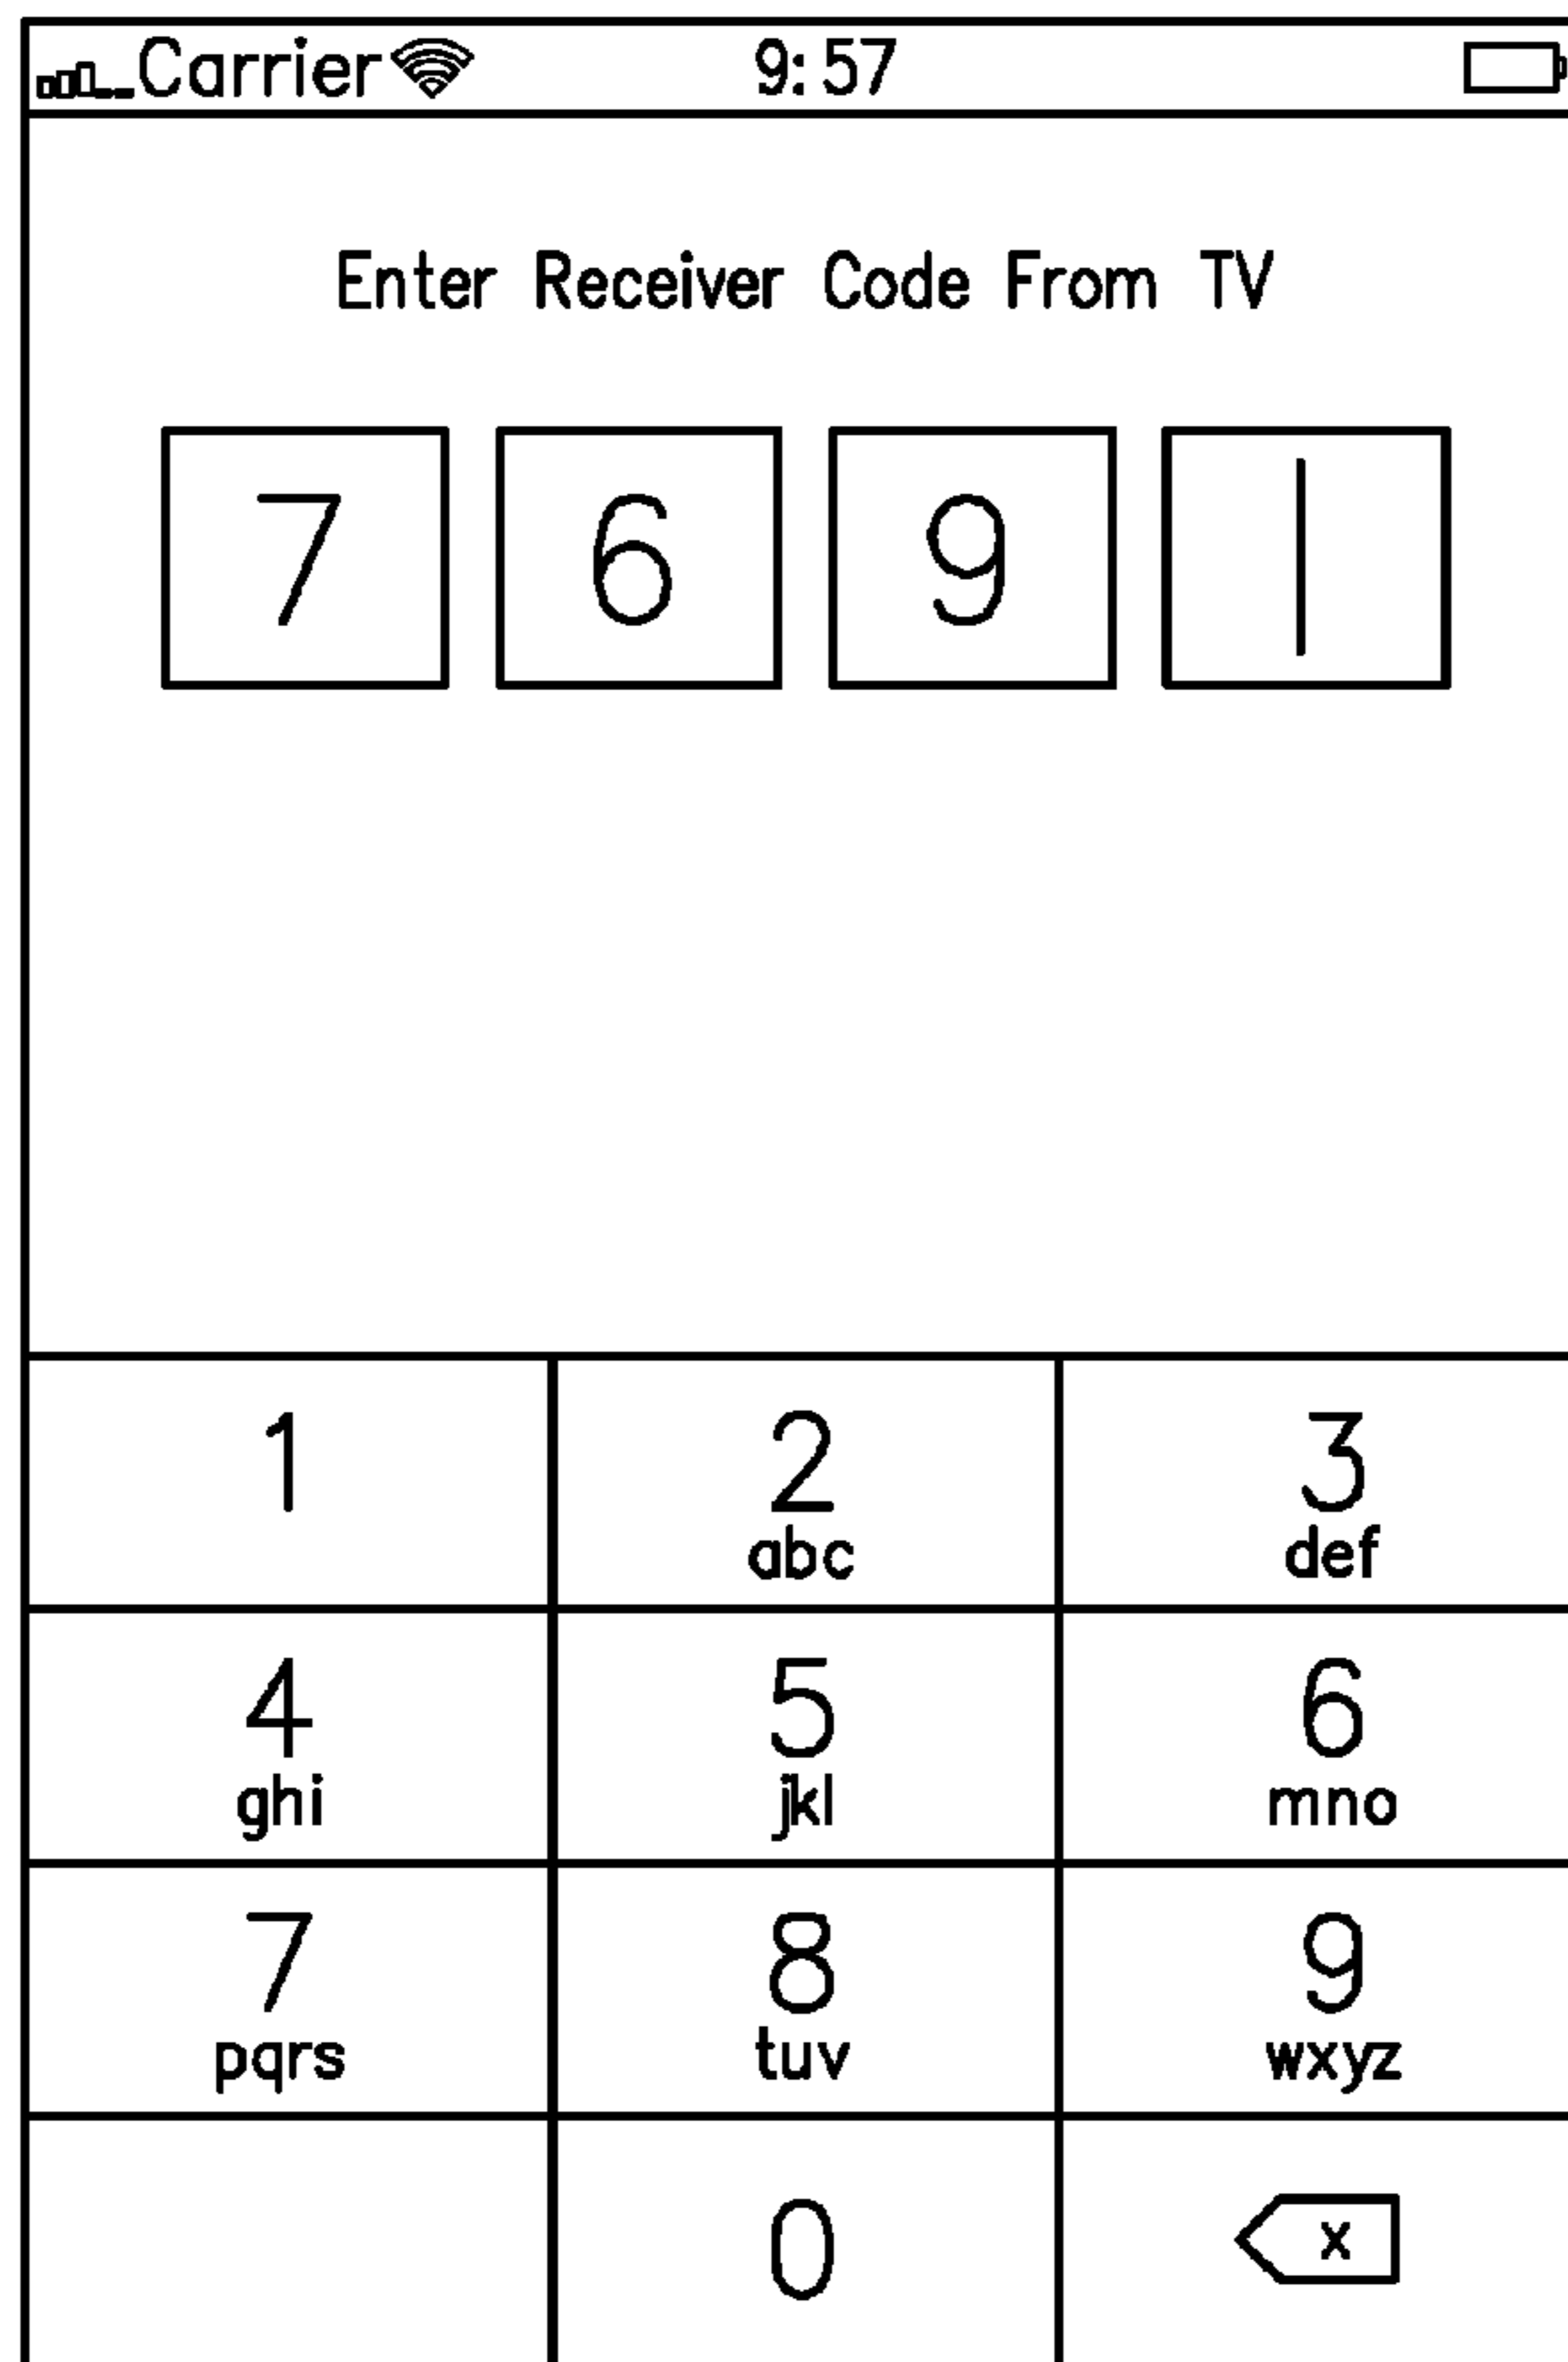 Carrier 9:57
Enter Receiver Code From TV
7 6 9
1 2 3
abc def
4 5 6
ghi jkl mno
7 8 9
pqrs tuv wxyz
0 x